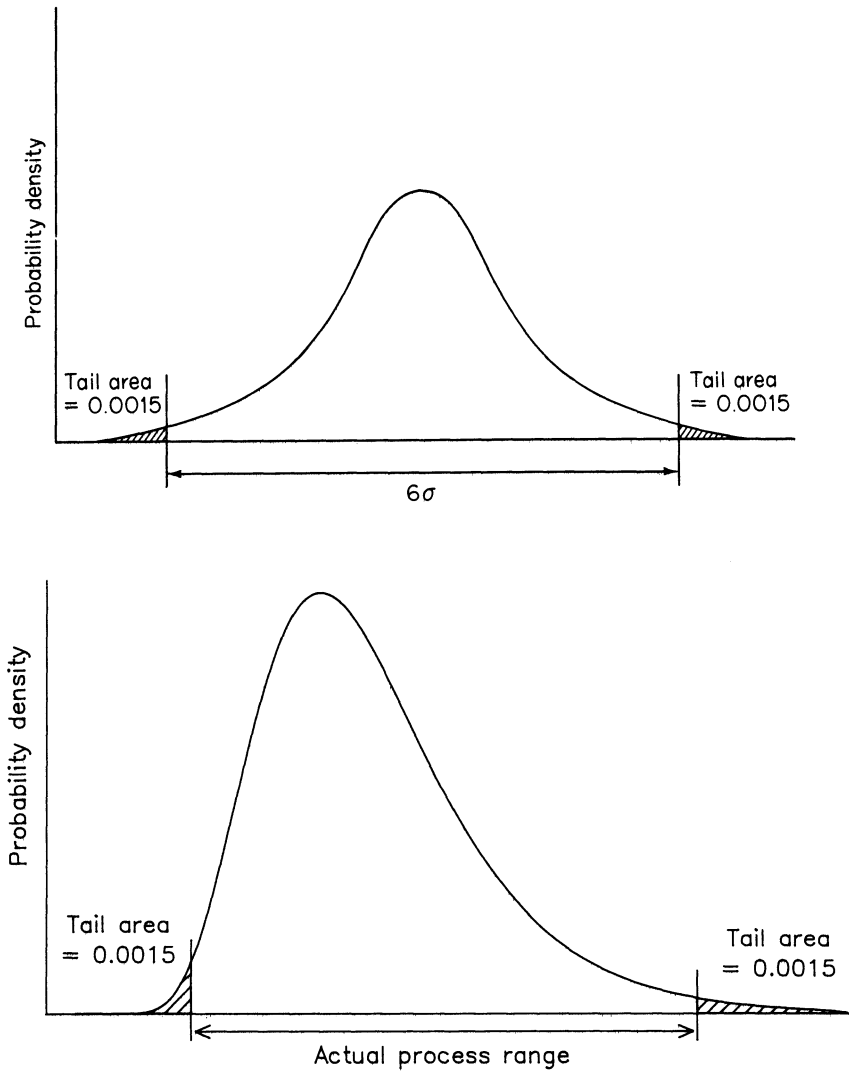 Probability density
Tail area
= 0.0015
Tail area
= 0.0015
6σ
Probability density
Tail area
= 0.0015
Tail area
= 0.0015
Actual process range